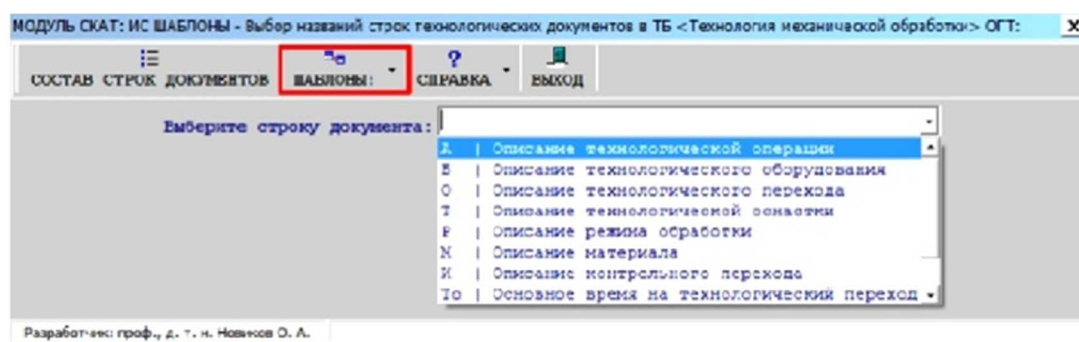 МОДУЛЬ СКАТ: ИС ШАБЛОНЫ - Выбор названий строк технологических документов в ТБ <Технология механической обработки> ОГТ: X
СОСТАВ СТРОК ДОКУМЕНТОВ ШАБЛОНЫ: СПРАВКА ВЫХОД
Выберите строку документа:
А | Описание технологической операции
Б | Описание технологического оборудования
О | Описание технологического перехода
Т | Описание технологической оснастки
Р | Описание режима обработки
М | Описание материала
К | Описание контрольного перехода
То | Основное время на технологический переход
Разработчик: проф., д. т. н. Новиков О. А.